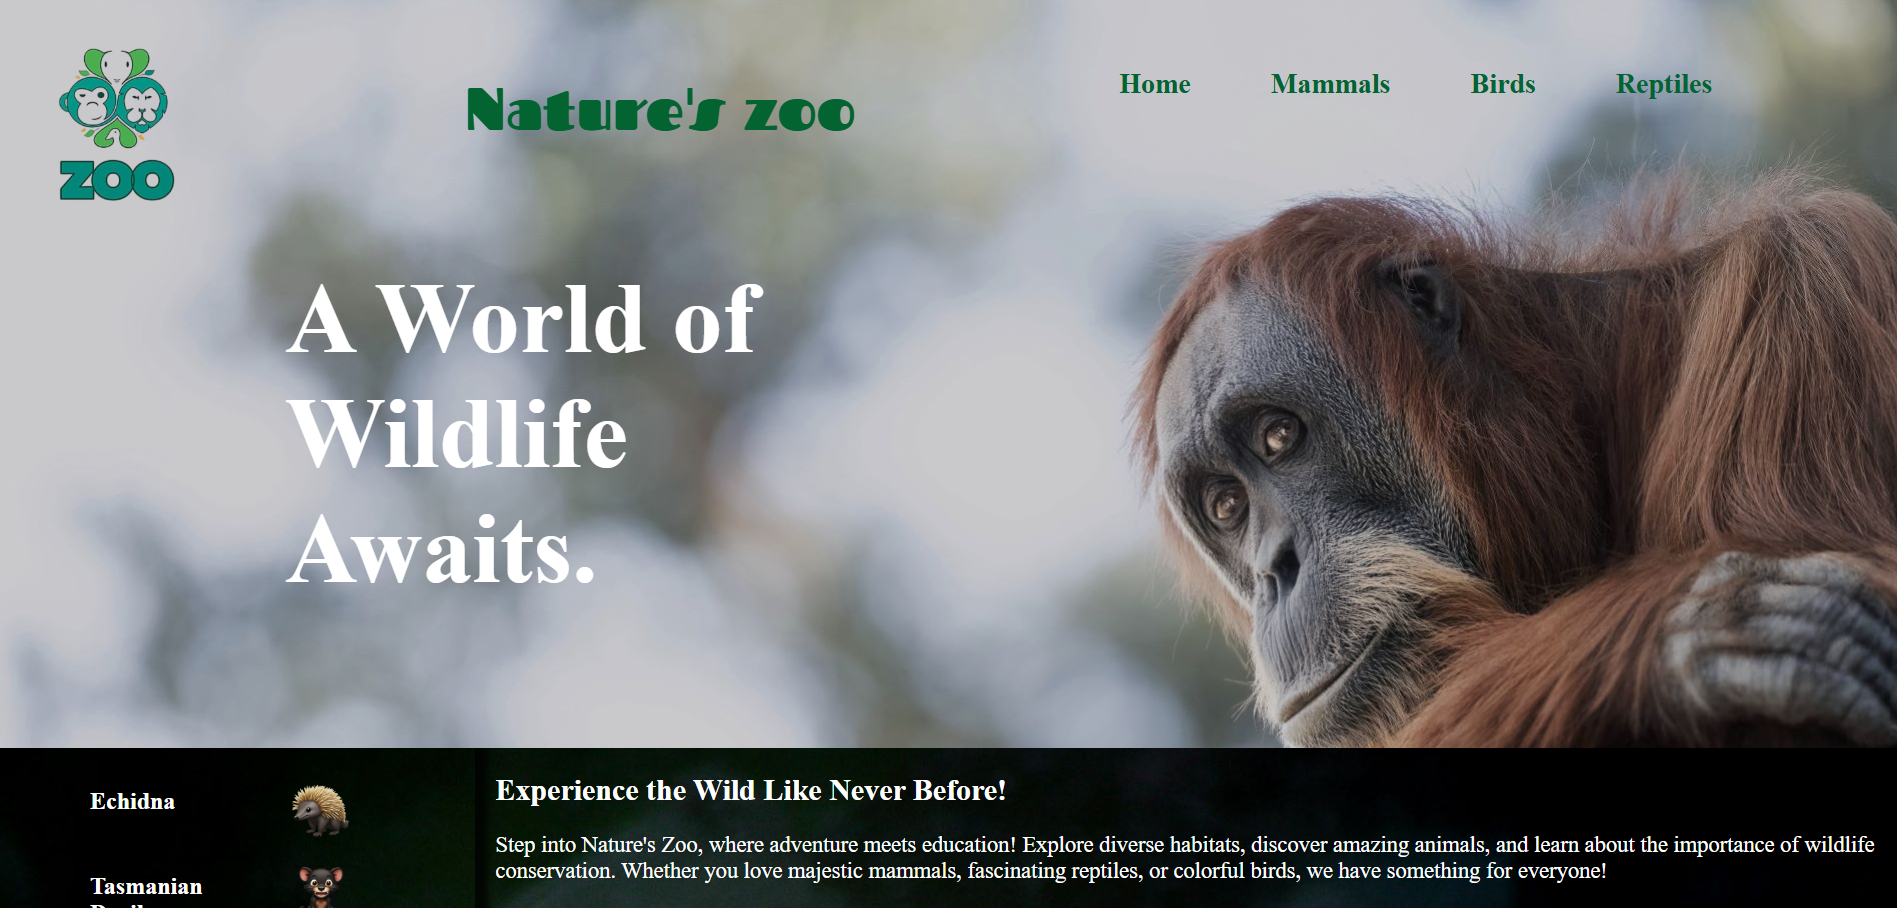 ZOO
Nature's zoo
Home
Mammals
Birds
Reptiles
A World of
Wildlife
Awaits.
Echidna
Tasmanian
Experience the Wild Like Never Before!
Step into Nature's Zoo, where adventure meets education! Explore diverse habitats, discover amazing animals, and learn about the importance of wildlife
conservation. Whether you love majestic mammals, fascinating reptiles, or colorful birds, we have something for everyone!